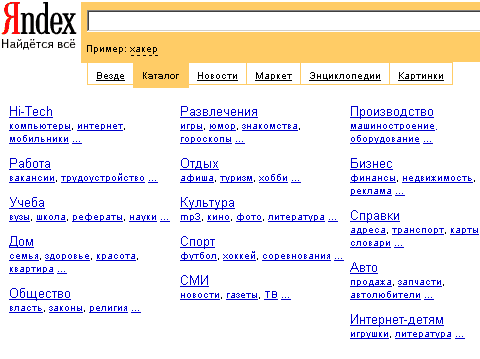 Яndex
Найдётся всё
Пример: хакер
Везде Каталог Новости Маркет Энциклопедии Картинки
Hi-Tech
компьютеры, интернет,
мобильники ...
Работа
вакансии, трудоустройство ...
Учеба
вузы, школа, рефераты, науки ...
Дом
семья, здоровье, красота,
квартира ...
Общество
власть, законы, религия ...
Развлечения
игры, юмор, знакомства,
гороскопы ...
Отдых
афиша, туризм, хобби ...
Культура
mp3, кино, фото, литература ...
Спорт
футбол, хоккей, соревнования ...
СМИ
новости, газеты, ТВ ...
Производство
машиностроение,
оборудование ...
Бизнес
финансы, недвижимость,
реклама ...
Справки
адреса, транспорт, карты
словари ...
Авто
продажа, запчасти,
автолюбители ...
Интернет-детям
игрушки, литература ...